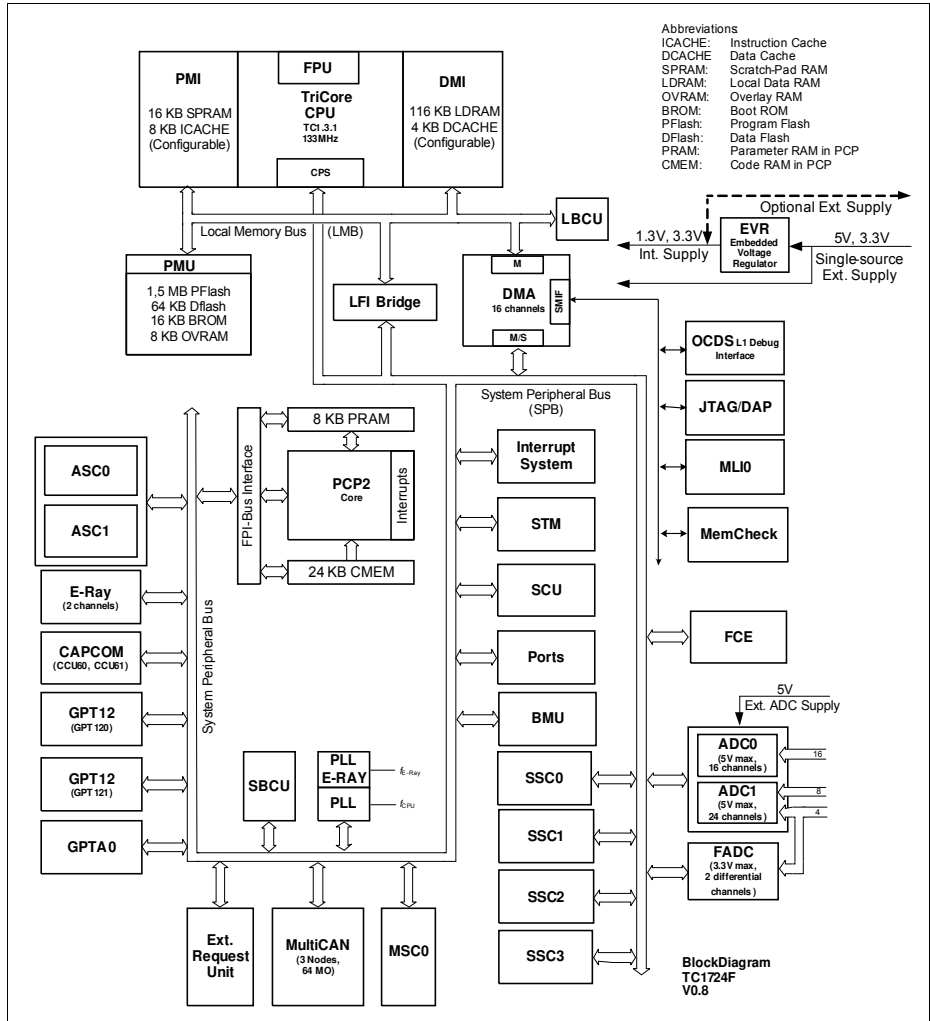 Abbreviations:
ICACHE: Instruction Cache
DCACHE Data Cache
SPRAM: Scratch-Pad RAM
LDRAM: Local Data RAM
OVRAM: Overlay RAM
BROM: Boot ROM
PFlash: Program Flash
DFlash: Data Flash
PRAM: Parameter RAM in PCP
CMEM: Code RAM in PCP
PMI
16 KB SPRAM
8 KB ICACHE
(Configurable)
FPU
TriCore
CPU
TC1.3.1
133MHz
CPS
DMI
116 KB LDRAM
4 KB DCACHE
(Configurable)
Local Memory Bus (LMB)
LBCU
Optional Ext. Supply
1.3V, 3.3V
Int. Supply
EVR
Embedded
Voltage
Regulator
5V, 3.3V
Single-source
Ext. Supply
PMU
1,5 MB PFlash
64 KB Dflash
16 KB BROM
8 KB OVRAM
LFI Bridge
M
DMA
16 channels
SMIF
M/S
OCDS L1 Debug
Interface
JTAG/DAP
MLI0
MemCheck
System Peripheral Bus
(SPB)
ASC0
ASC1
E-Ray
(2 channels)
CAPCOM
(CCU60, CCU61)
GPT12
(GPT120)
GPT12
(GPT121)
GPTA0
System Peripheral Bus
FPI-Bus Interface
8 KB PRAM
PCP2
Core
Interrupts
24 KB CMEM
Interrupt
System
STM
SCU
Ports
BMU
SSC0
SSC1
SSC2
SSC3
FCE
5V
Ext. ADC Supply
ADC0
(5V max,
16 channels)
16
ADC1
(5V max,
24 channels)
8
4
FADC
(3.3V max,
2 differential
channels)
SBCU
PLL
E-RAY
fE-Ray
PLL
fCPU
Ext.
Request
Unit
MultiCAN
(3 Nodes,
64 MO)
MSC0
BlockDiagram
TC1724F
V0.8